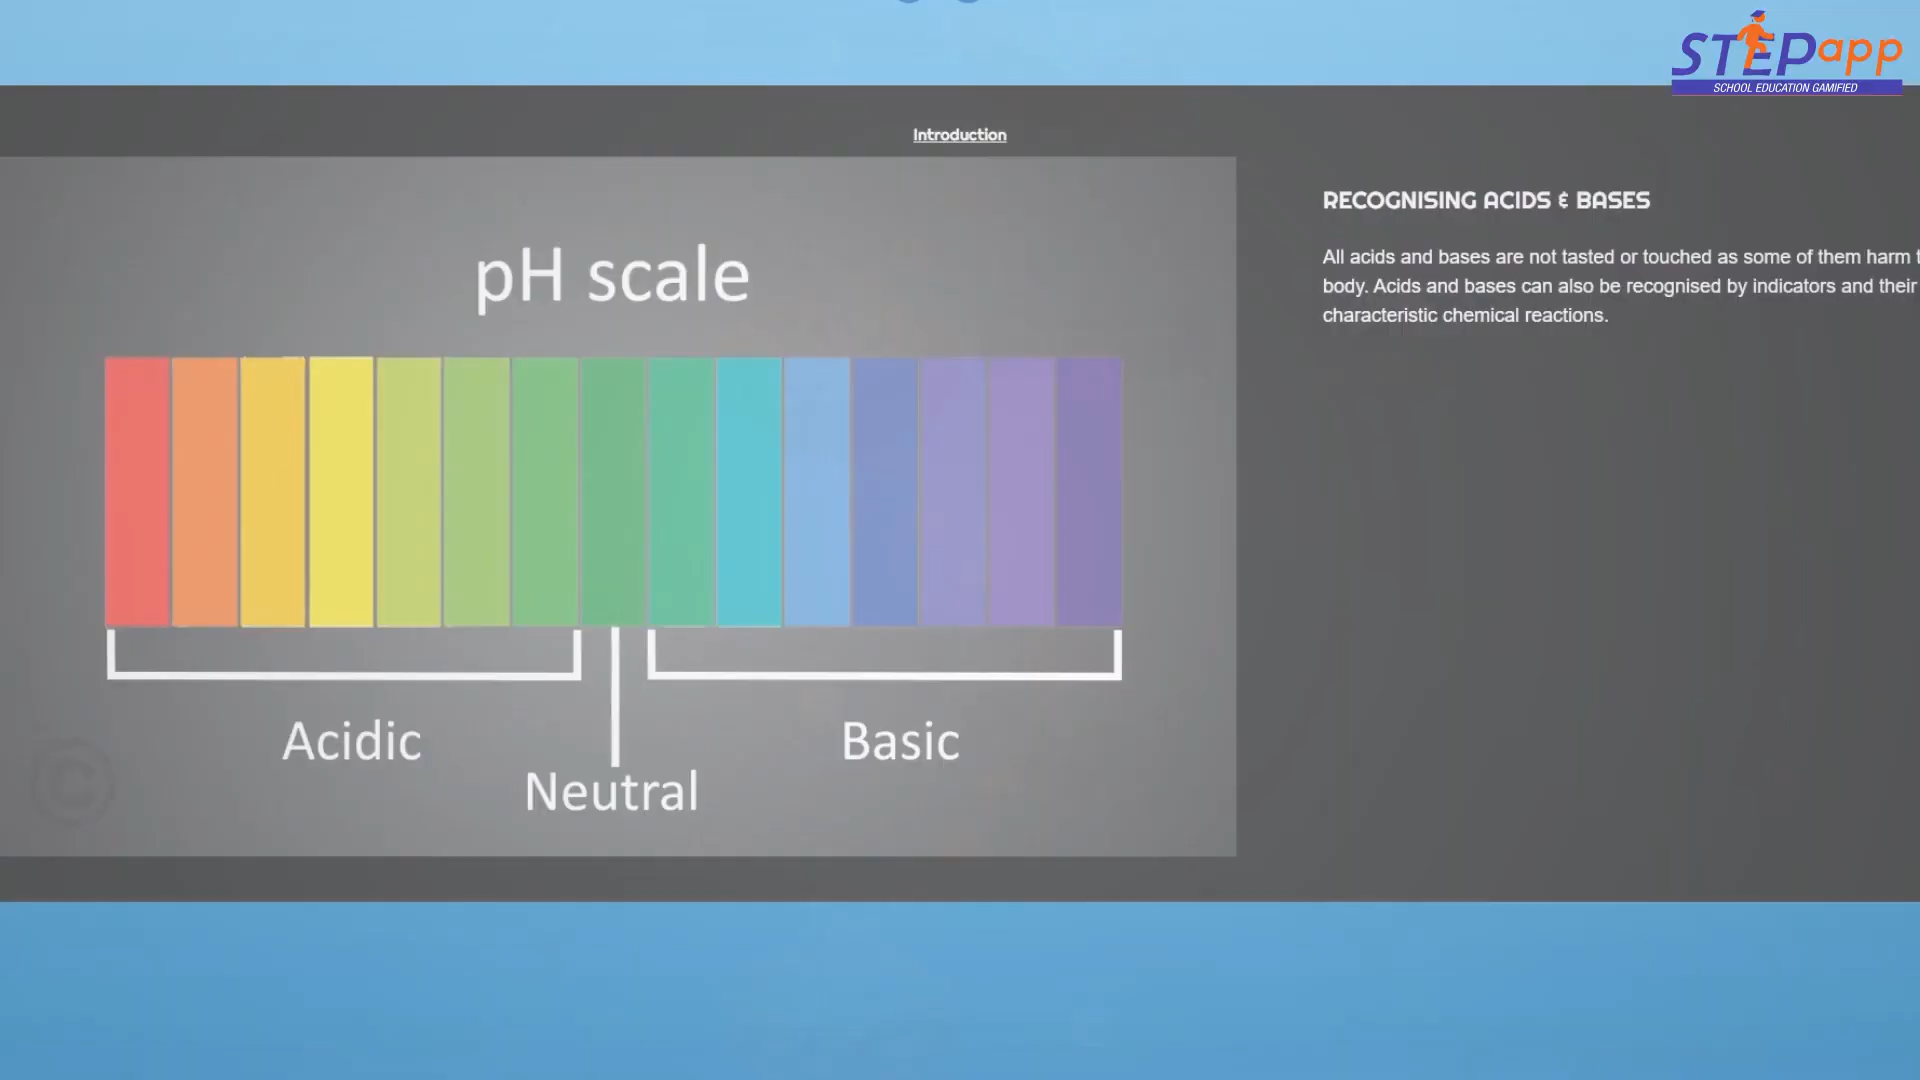 STEPapp
SCHOOL EDUCATION GAMIFIED
Introduction
pH scale
Acidic
Neutral
Basic
RECOGNISING ACIDS & BASES
All acids and bases are not tasted or touched as some of them harm
body. Acids and bases can also be recognised by indicators and their
characteristic chemical reactions.
©